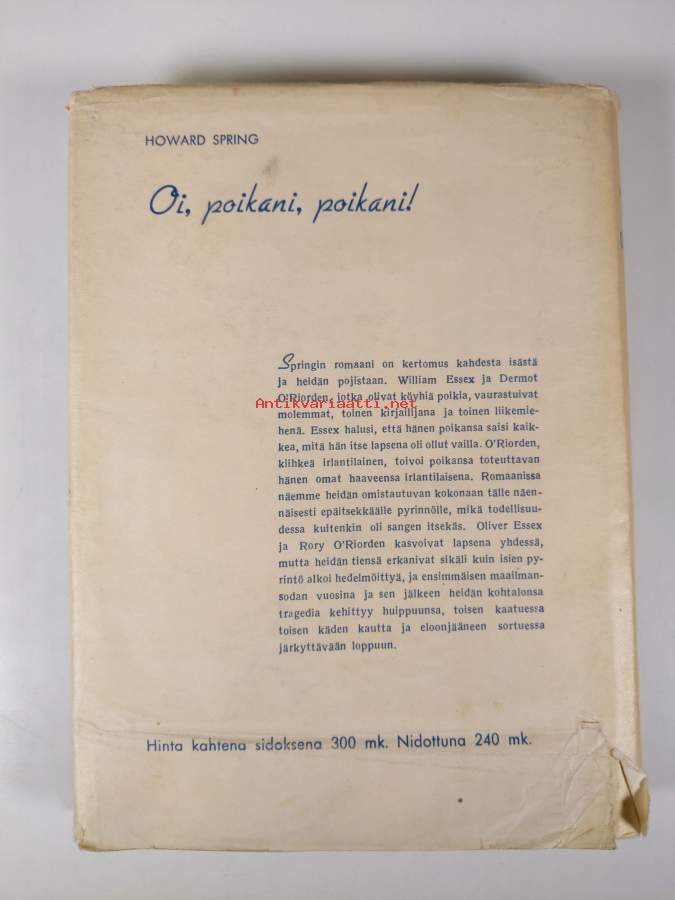 HOWARD SPRING
Oi, poikani, poikani!
Springin romaani on kertomus kahdesta isästä
ja heidän pojistaan. William Essex ja Dermot
O'Riorden, jotka olivat köyhiä poikia, vaurastuivat
Antikvariaatti.net
molemmat, toinen kirjailijana ja toinen liikemie-
henä. Essex halusi, että hänen poikansa saisi kaik-
kea, mitä hän itse lapsena oli ollut vailla. O'Riorden,
kiihkeä irlantilainen, toivoi poikansa toteuttavan
hänen omat haaveensa irlantilaisena. Romaanissa
näemme heidän omistautuvan kokonaan tälle näen-
näisesti epäitsekkäälle pyrinnölle, mikä todellisuu-
dessa kuitenkin oli sangen itsekäs. Oliver Essex
ja Rory O'Riorden kasvoivat lapsena yhdessä,
mutta heidän tiensä erkanivat sikäli kuin isien py-
rintö alkoi hedelmöittyä, ja ensimmäisen maailman-
sodan vuosina ja sen jälkeen heidän kohtalonsa
tragedia kehittyy huippuunsa, toisen kaatuessa
toisen käden kautta ja eloonjääneen sortuessa
järkyttävään loppuun.
Hinta kahtena sidoksena 300 mk. Nidottuna 240 mk.